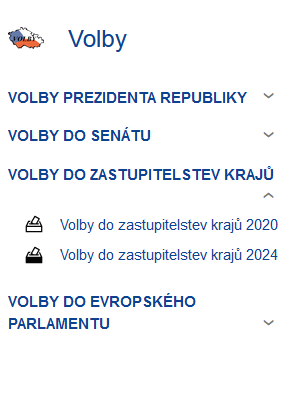 VOLBY
Volby
VOLBY PREZIDENTA REPUBLIKY
VOLBY DO SENÁTU
VOLBY DO ZASTUPITELSTEV KRAJŮ
Volby do zastupitelstev krajů 2020
Volby do zastupitelstev krajů 2024
VOLBY DO EVROPSKÉHO
PARLAMENTU